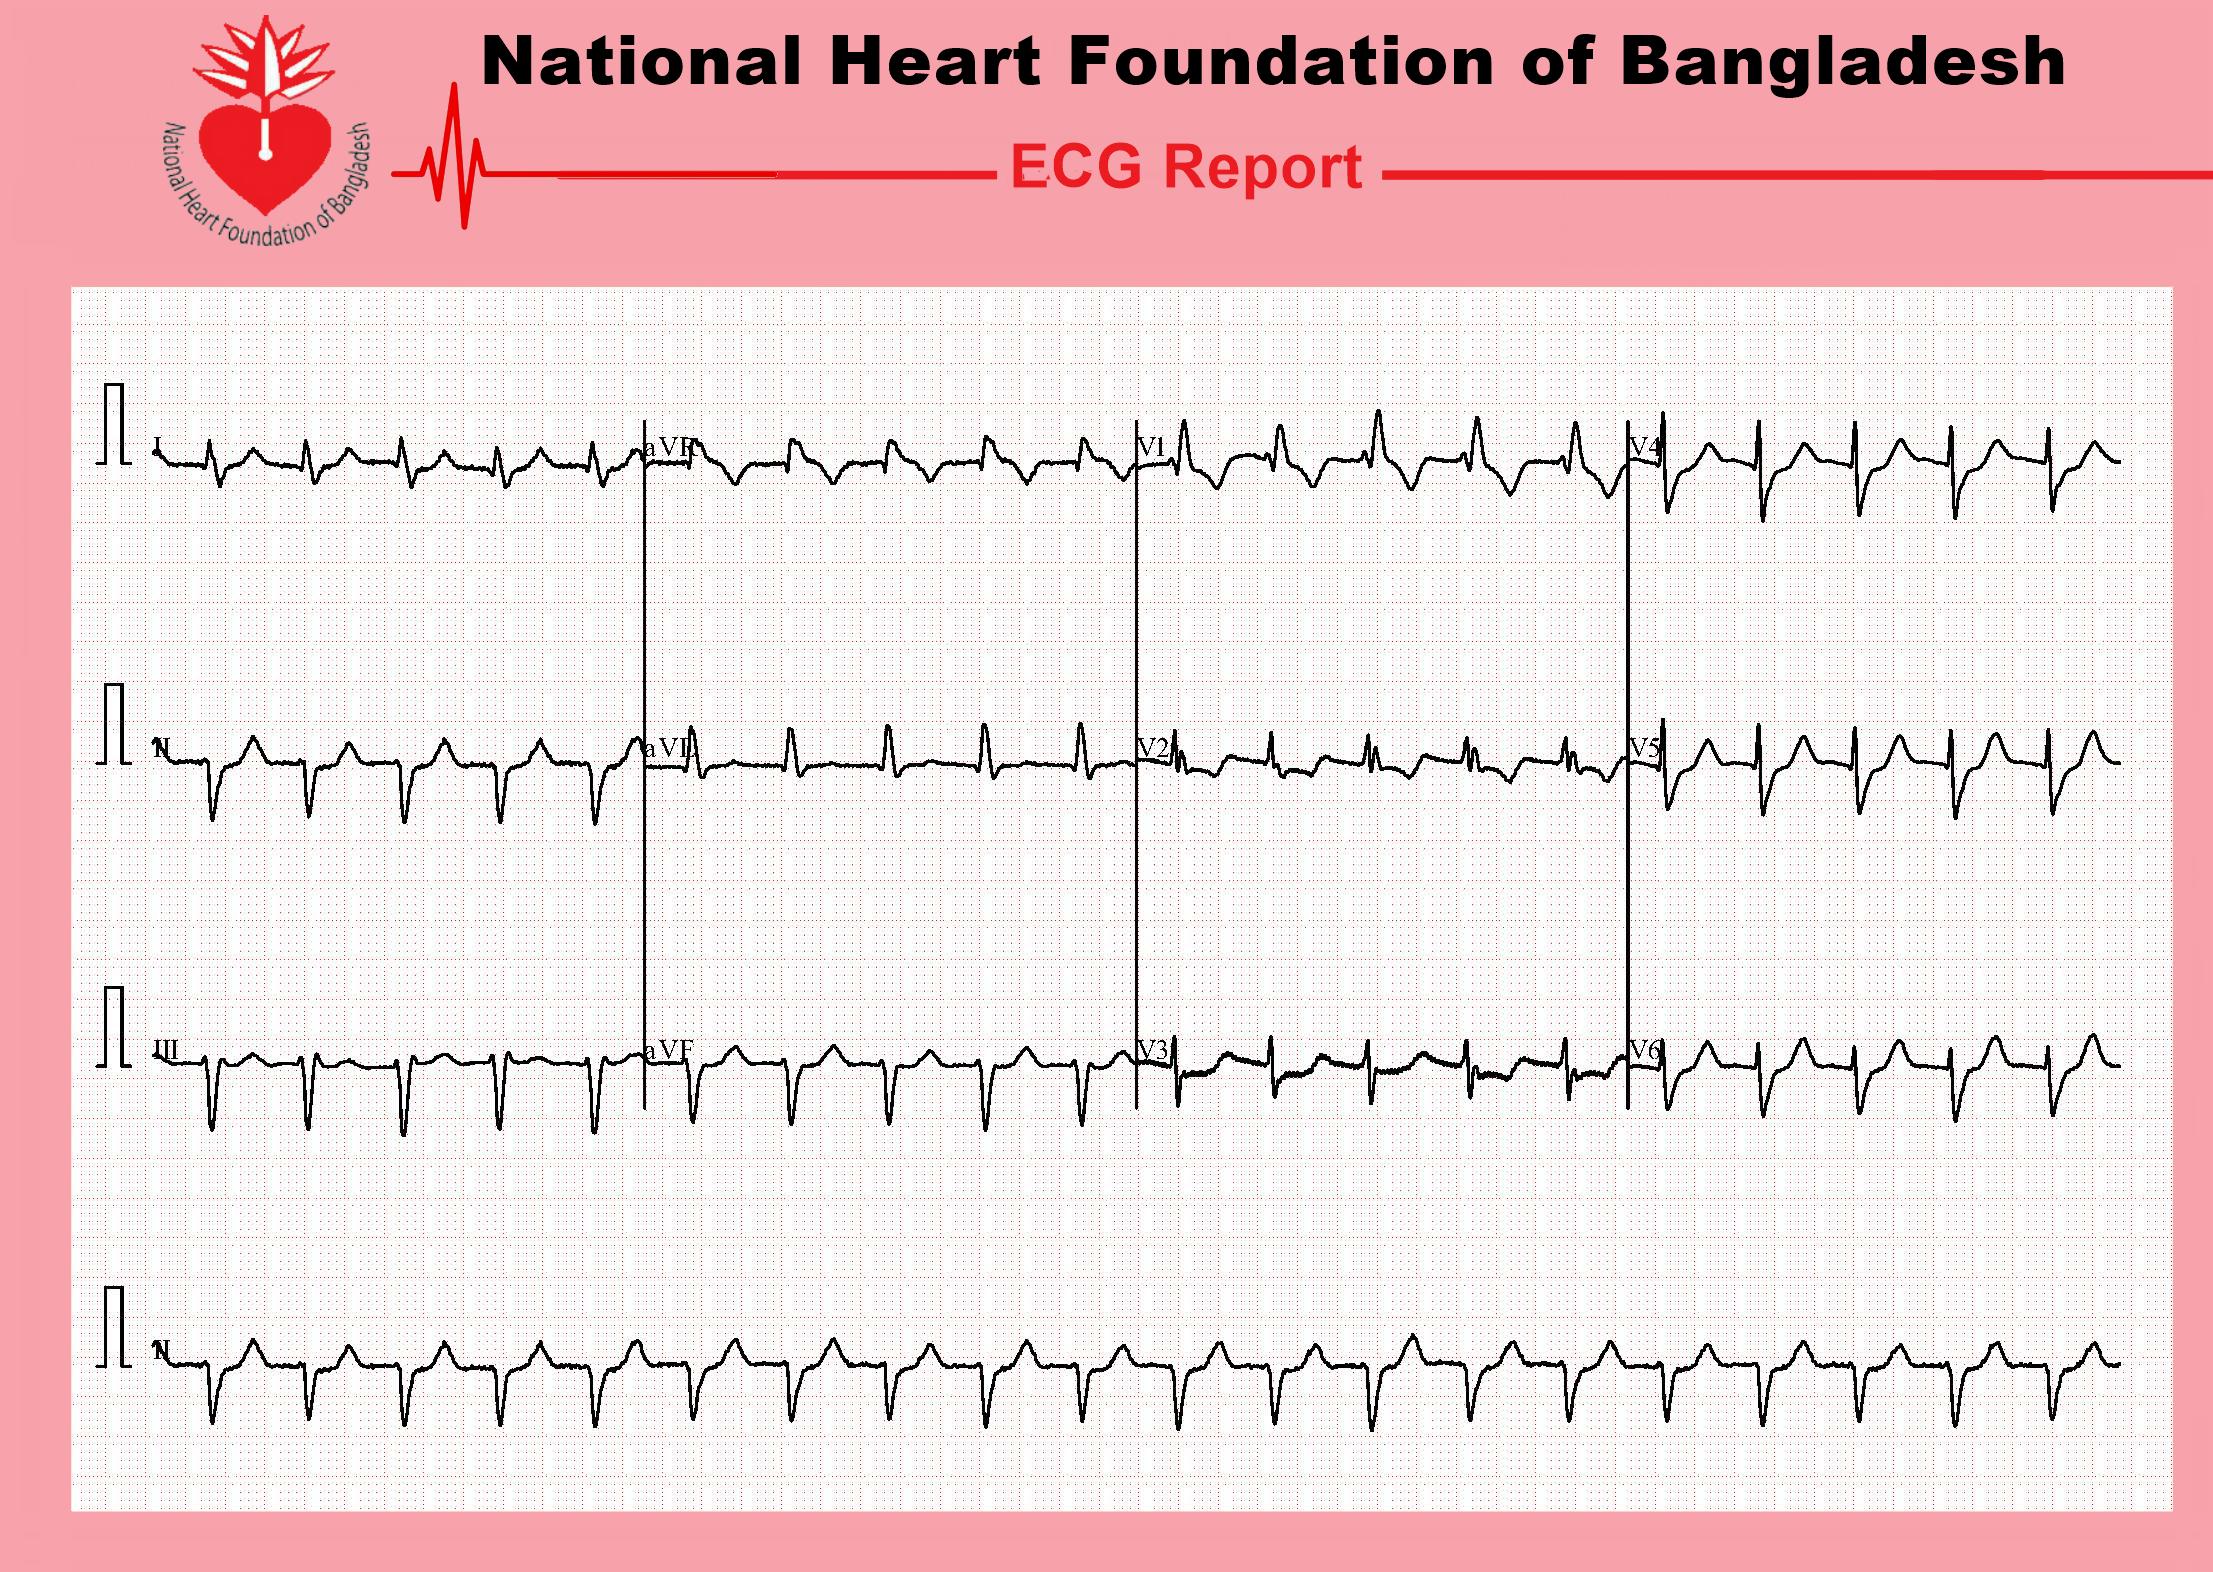 National Heart Foundation of Bangladesh
National Heart Foundation of Bangladesh
ECG Report
I aVR V1 V4
II aVL V2 V5
III aVF V3 V6
II